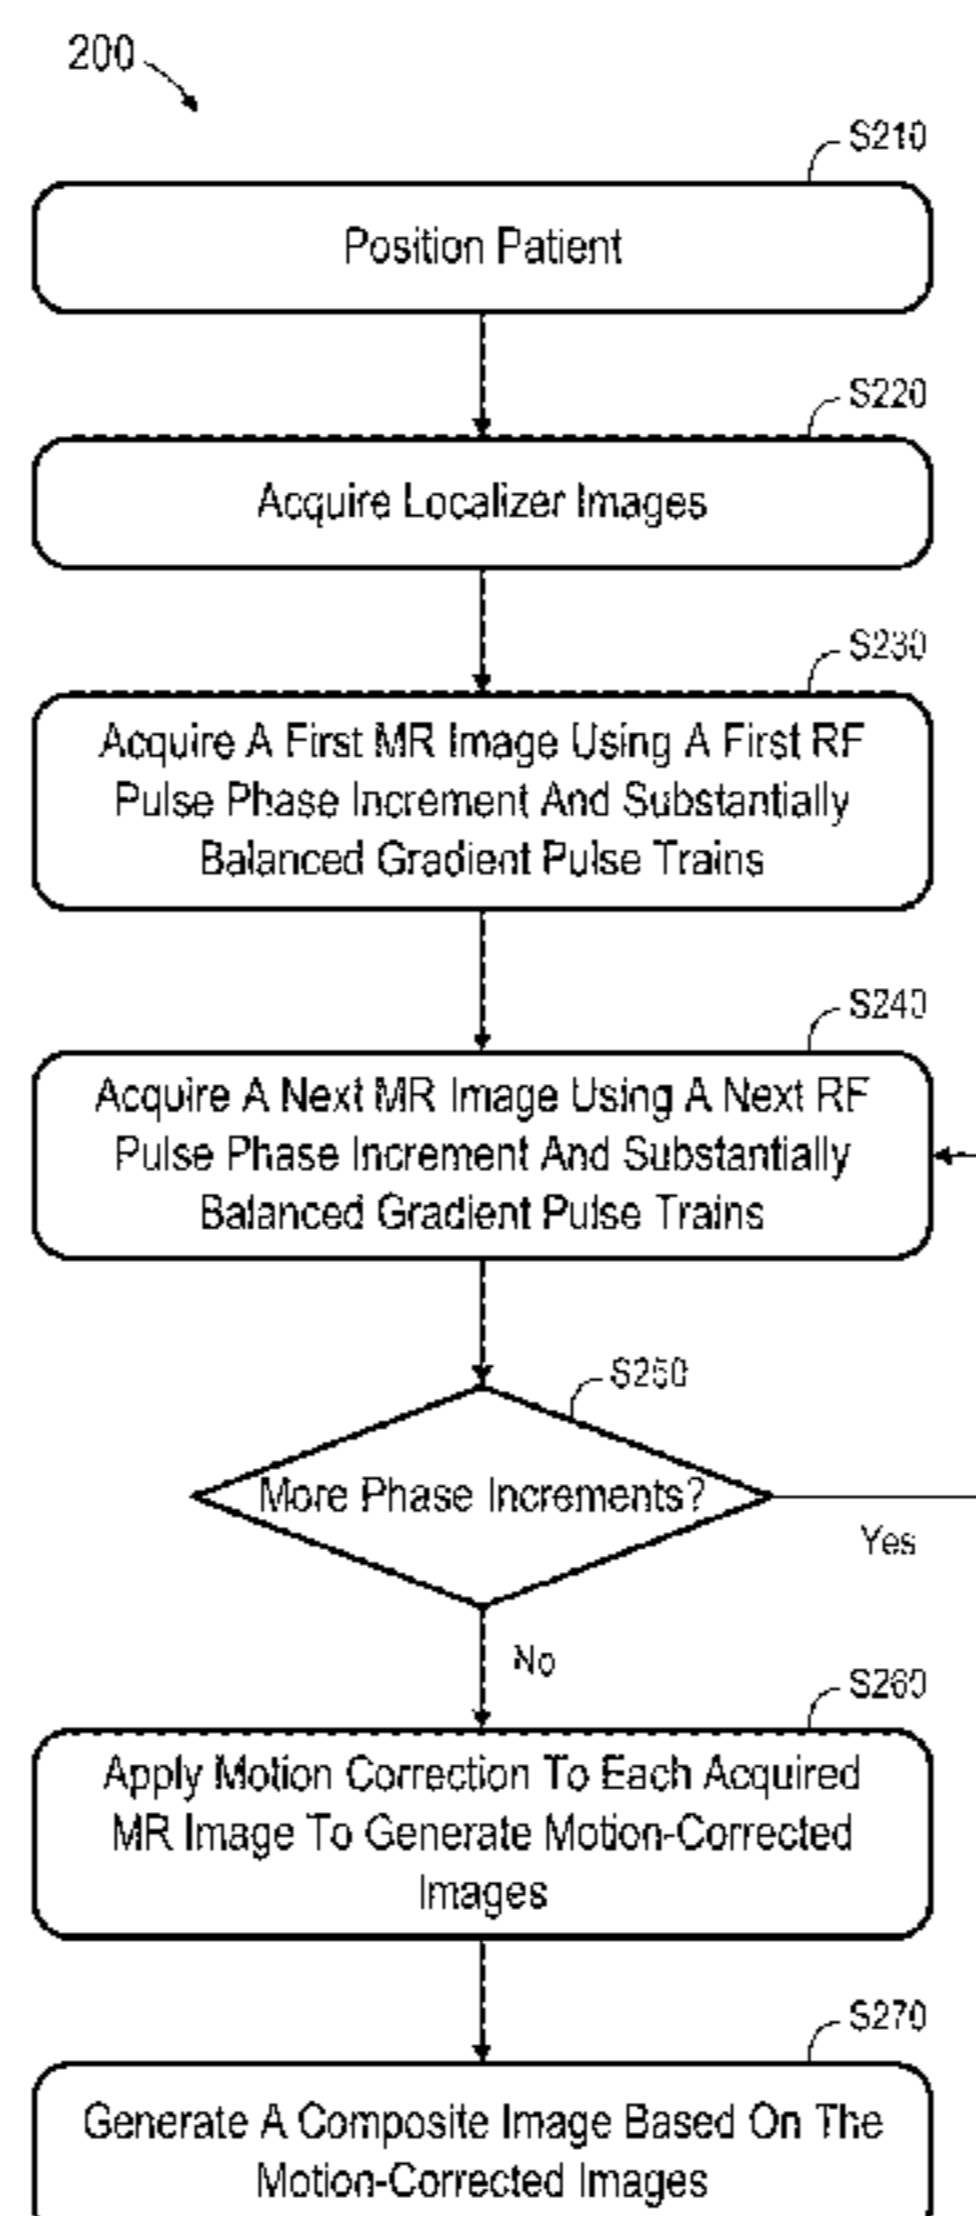 200
S210
Position Patient
S220
Acquire Localizer Images
S230
Acquire A First MR Image Using A First RF
Pulse Phase Increment And Substantially
Balanced Gradient Pulse Trains
S240
Acquire A Next MR Image Using A Next RF
Pulse Phase Increment And Substantially
Balanced Gradient Pulse Trains
S250
More Phase Increments?
Yes
No
S260
Apply Motion Correction To Each Acquired
MR Image To Generate Motion-Corrected
Images
S270
Generate A Composite Image Based On The
Motion-Corrected Images